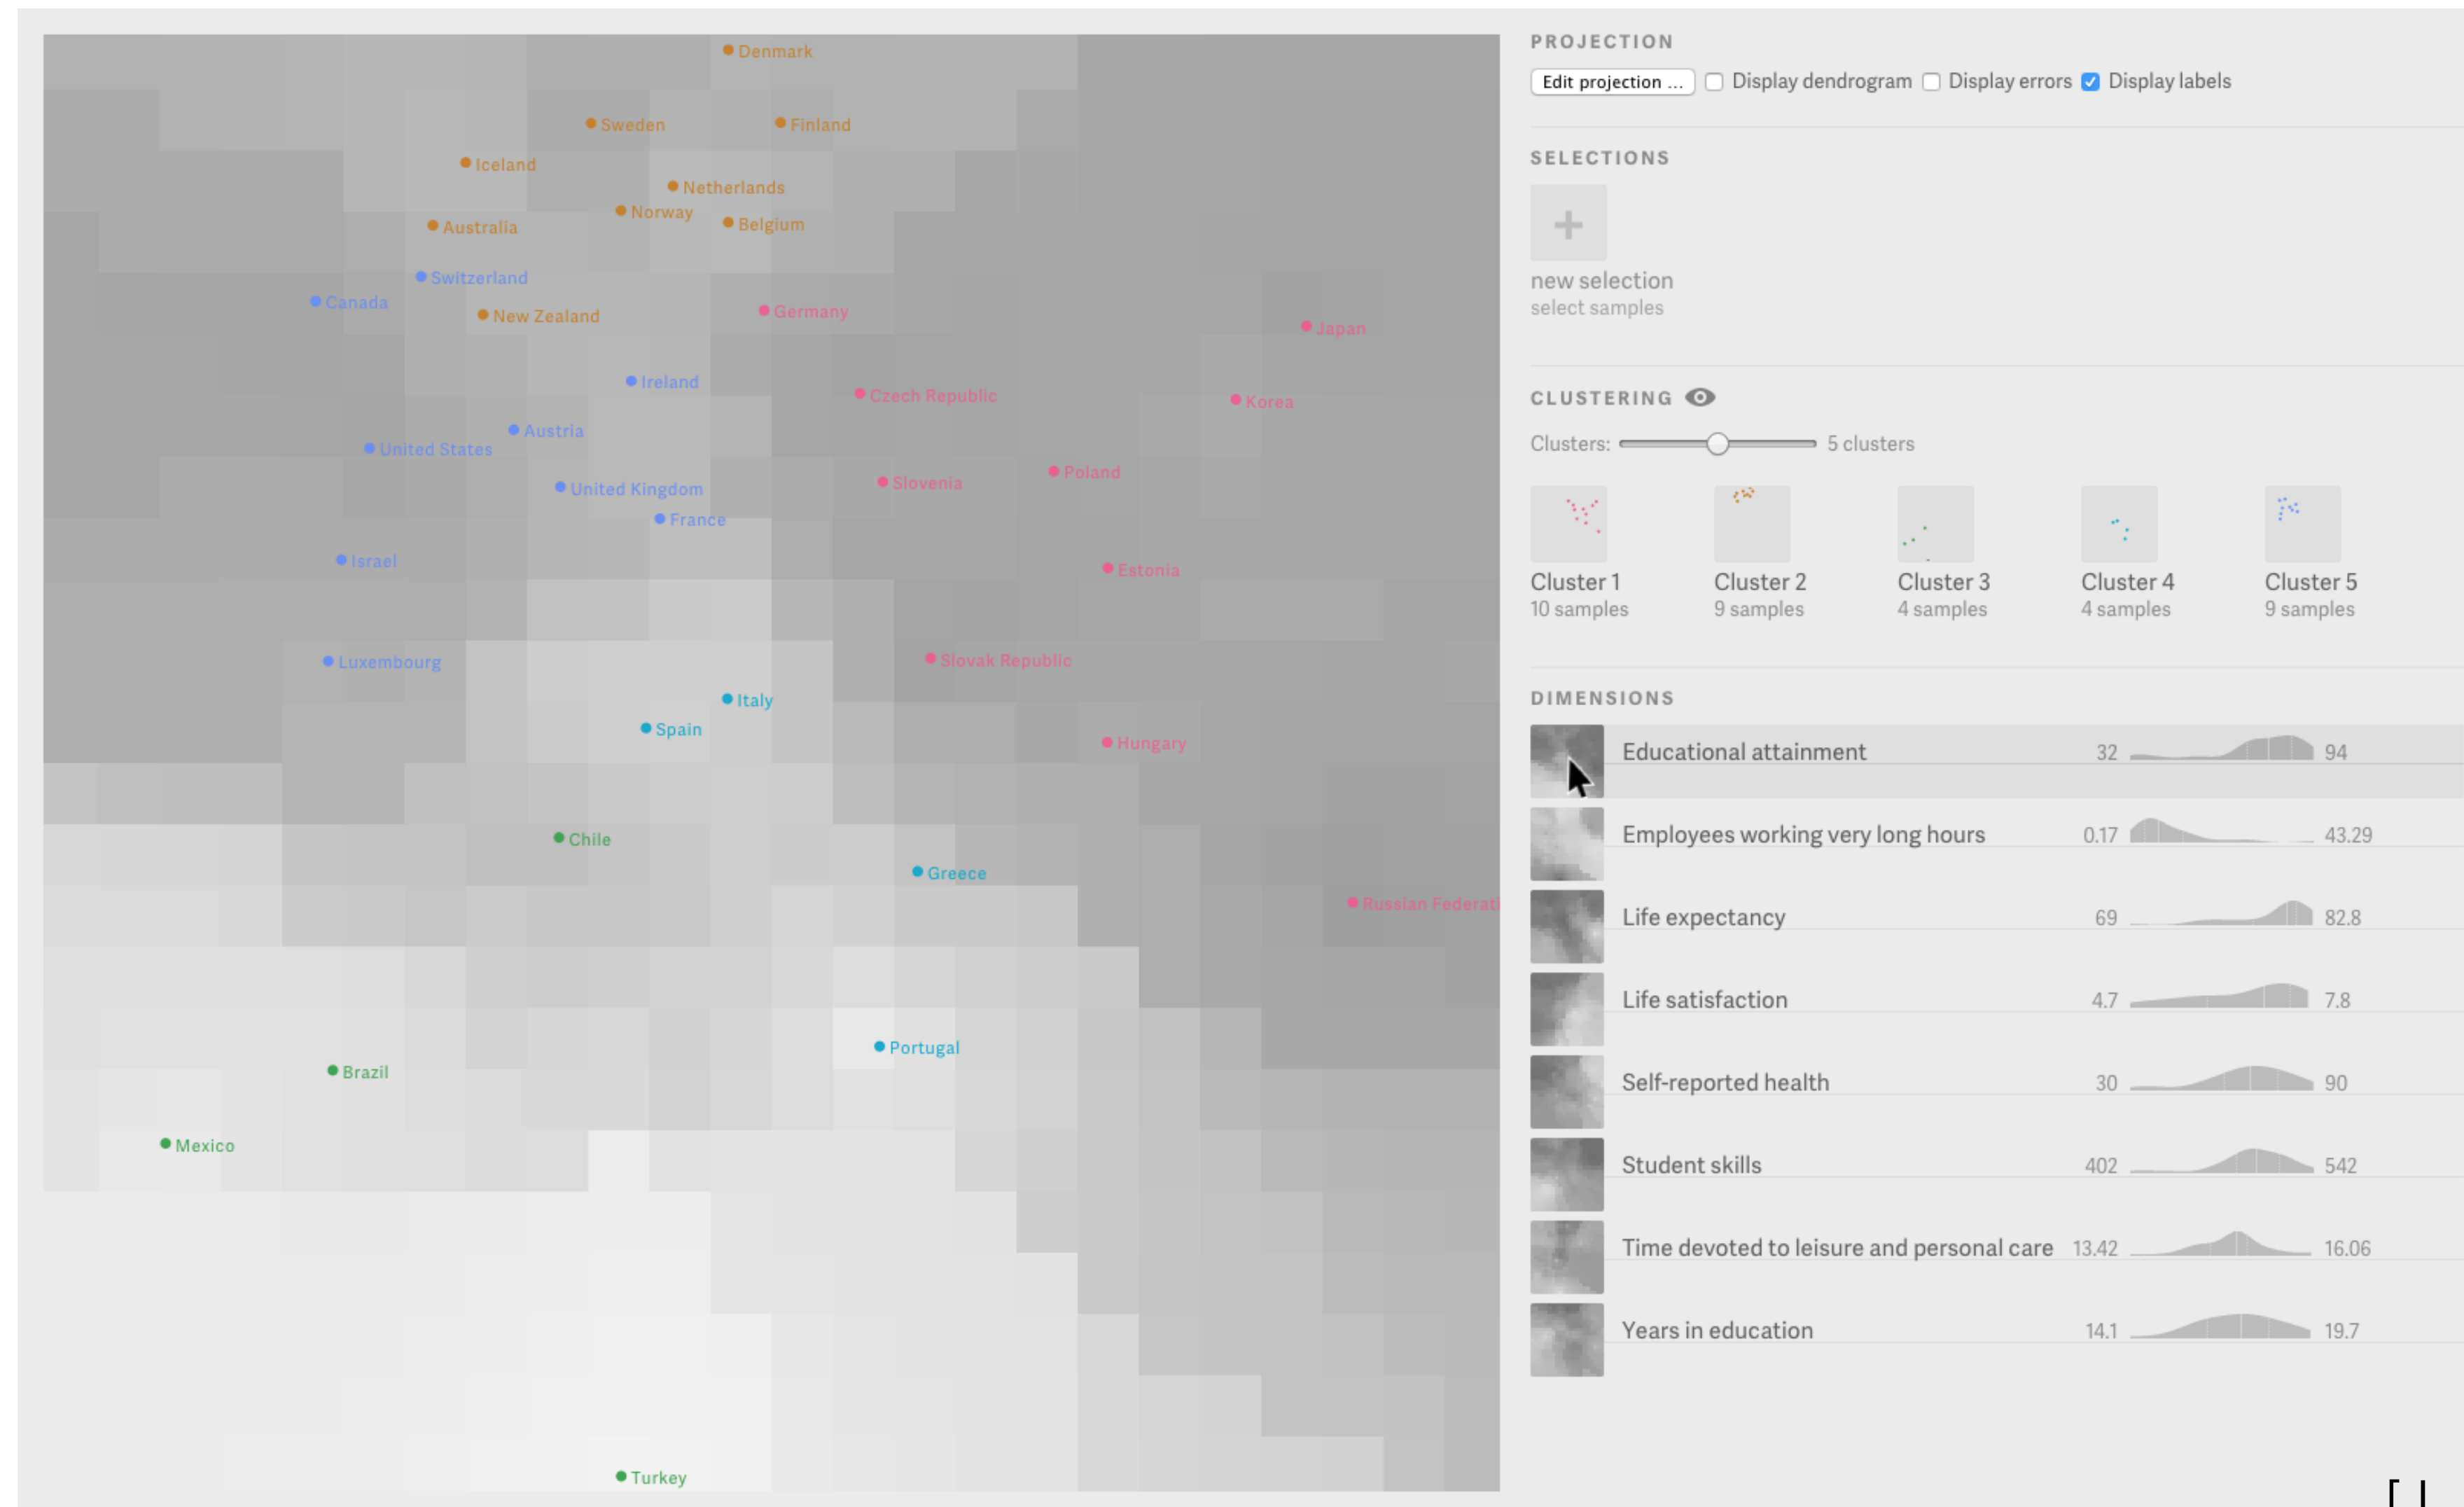 Denmark
Sweden
Finland
Iceland
Netherlands
Norway
Australia
Belgium
Switzerland
Canada
New Zealand
Germany
Japan
Ireland
Czech Republic
Korea
Austria
United States
Poland
Slovenia
United Kingdom
France
Israel
Estonia
Luxembourg
Slovak Republic
Italy
Spain
Hungary
Chile
Greece
Russian Federati
Portugal
Brazil
Mexico
Turkey
PROJECTION
Edit projection ... Display dendrogram Display errors Display labels
SELECTIONS
new selection
select samples
CLUSTERING
Clusters: 5 clusters
Cluster 1 Cluster 2 Cluster 3 Cluster 4 Cluster 5
10 samples 9 samples 4 samples 4 samples 9 samples
DIMENSIONS
Educational attainment 32 94
Employees working very long hours 0.17 43.29
Life expectancy 69 82.8
Life satisfaction 4.7 7.8
Self-reported health 30 90
Student skills 402 542
Time devoted to leisure and personal care 13.42 16.06
Years in education 14.1 19.7